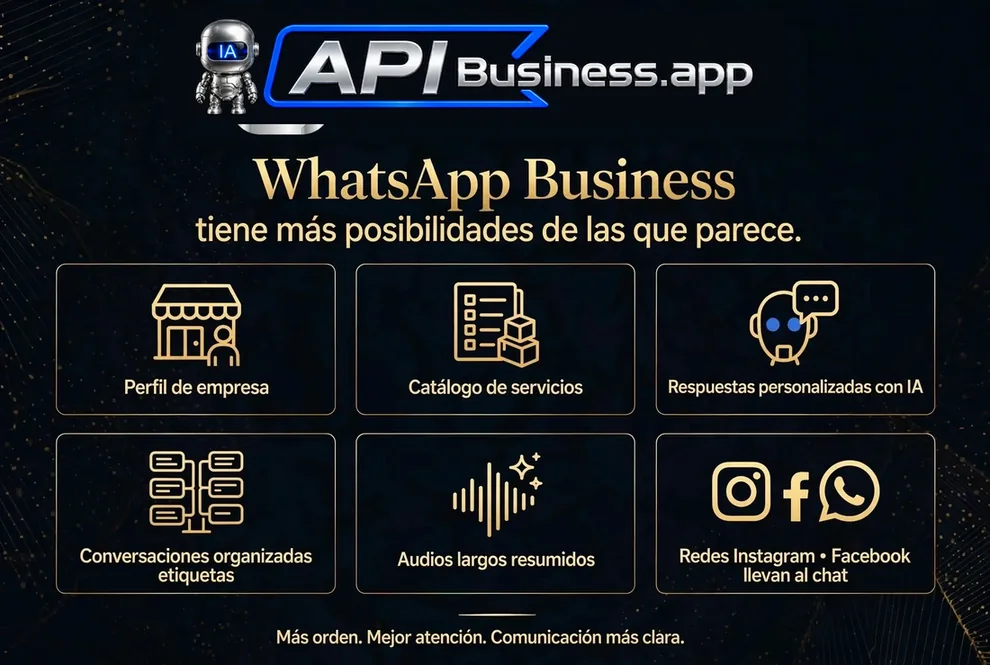 IA
API Business.app
WhatsApp Business
tiene más posibilidades de las que parece.
Perfil de empresa
Catálogo de servicios
Respuestas personalizadas con IA
Conversaciones organizadas
etiquetas
Audios largos resumidos
Redes Instagram • Facebook
llevan al chat
Más orden. Mejor atención. Comunicación más clara.